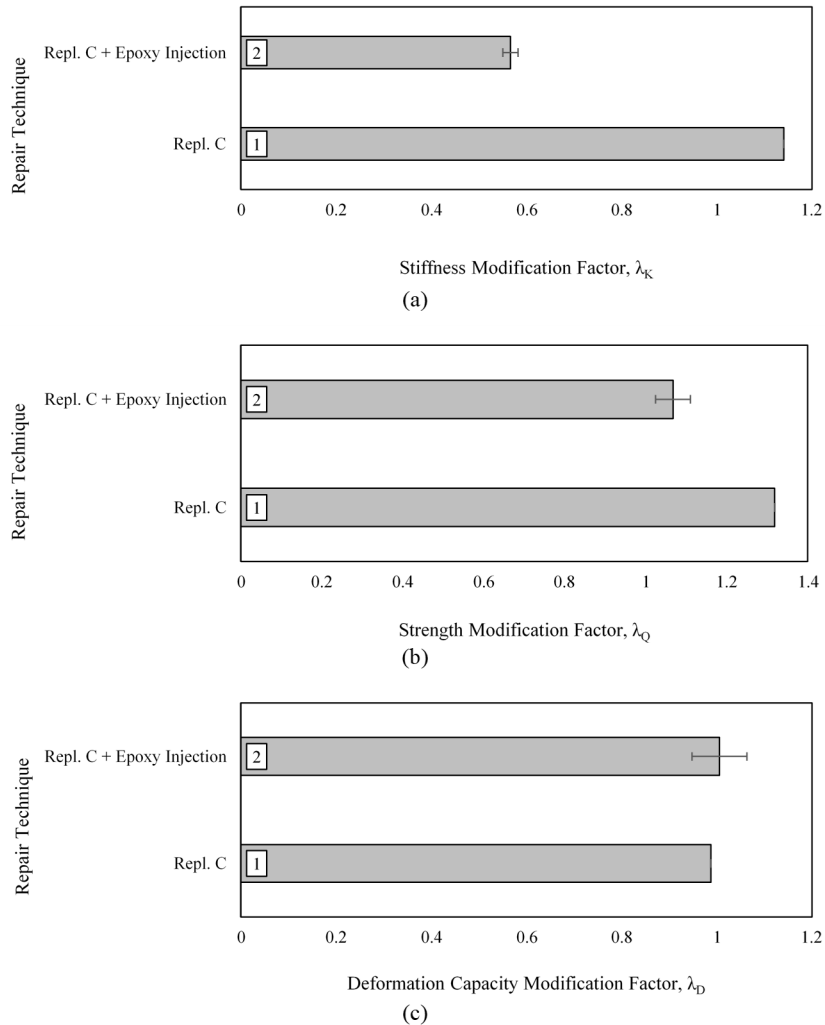 Repair Technique
Repl. C + Epoxy Injection
2
Repl. C
1
0 0.2 0.4 0.6 0.8 1 1.2
Stiffness Modification Factor, λK
(a)
Repair Technique
Repl. C + Epoxy Injection
2
Repl. C
1
0 0.2 0.4 0.6 0.8 1 1.2 1.4
Strength Modification Factor, λQ
(b)
Repair Technique
Repl. C + Epoxy Injection
2
Repl. C
1
0 0.2 0.4 0.6 0.8 1 1.2
Deformation Capacity Modification Factor, λD
(c)